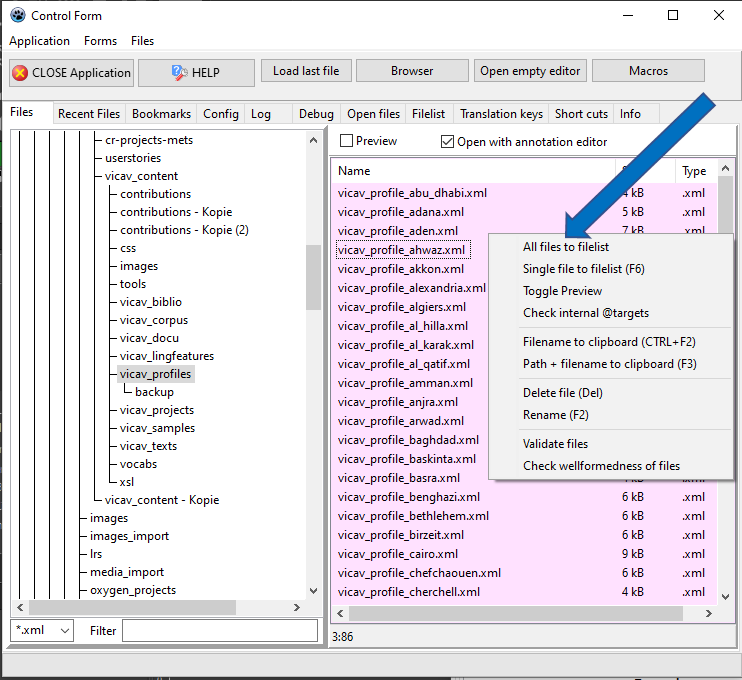 Control Form
Application Forms Files
CLOSE Application HELP Load last file Browser Open empty editor Macros
Files Recent Files Bookmarks Config Log Debug Open files Filelist Translation keys Short cuts Info
cr-projects-mets
userstories
vicav_content
contributions
contributions - Kopie
contributions - Kopie (2)
css
images
tools
vicav_biblio
vicav_corpus
vicav_docu
vicav_lingfeatures
vicav_profiles
backup
vicav_projects
vicav_samples
vicav_texts
vocabs
xsl
vicav_content - Kopie
images
images_import
lrs
media_import
oxygen_projects
*.xml Filter
Preview Open with annotation editor
Name Type
vicav_profile_abu_dhabi.xml kB .xml
vicav_profile_adana.xml 5 kB .xml
vicav_profile_aden.xml 7 kB .xml
vicav_profile_ahwaz.xml
vicav_profile_akkon.xml
vicav_profile_alexandria.xml
vicav_profile_algiers.xml
vicav_profile_al_hilla.xml
vicav_profile_al_karak.xml
vicav_profile_al_qatif.xml
vicav_profile_amman.xml
vicav_profile_anjra.xml
vicav_profile_arwad.xml
vicav_profile_baghdad.xml
vicav_profile_baskinta.xml
vicav_profile_basra.xml kB .xml
vicav_profile_benghazi.xml 6 kB .xml
vicav_profile_bethlehem.xml 6 kB .xml
vicav_profile_birzeit.xml 6 kB .xml
vicav_profile_cairo.xml 9 kB .xml
vicav_profile_chefchaouen.xml 6 kB .xml
vicav_profile_cherchell.xml 4 kB .xml
3:86
All files to filelist
Single file to filelist (F6)
Toggle Preview
Check internal @targets
Filename to clipboard (CTRL+F2)
Path + filename to clipboard (F3)
Delete file (Del)
Rename (F2)
Validate files
Check wellformedness of files